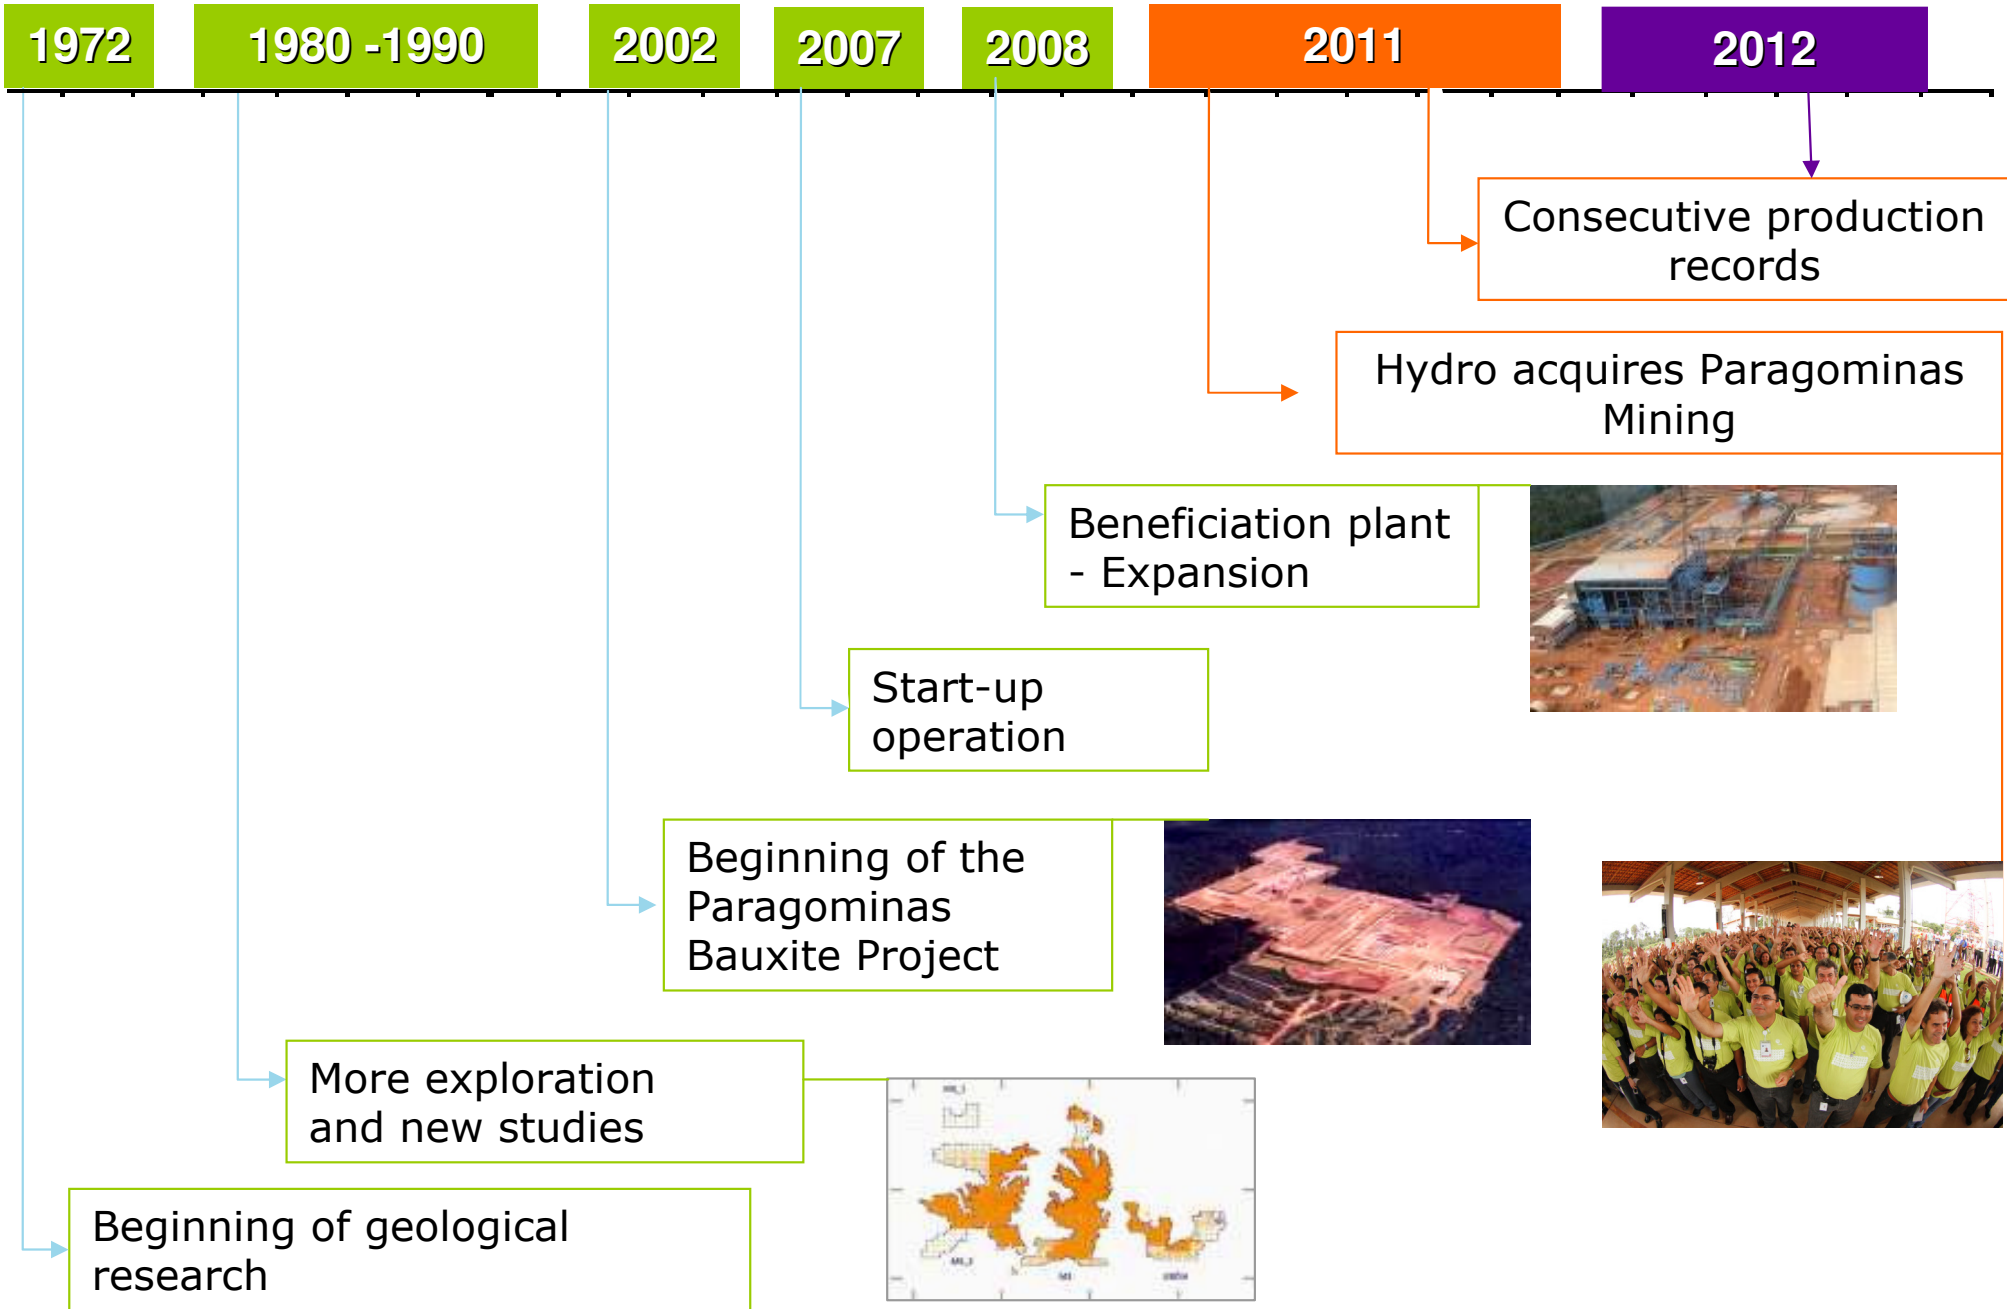 1972
1980 -1990
2002
2007
2008
2011
2012
Consecutive production
records
Hydro acquires Paragominas
Mining
Beneficiation plant
- Expansion
Start-up
operation
Beginning of the
Paragominas
Bauxite Project
More exploration
and new studies
Beginning of geological
research